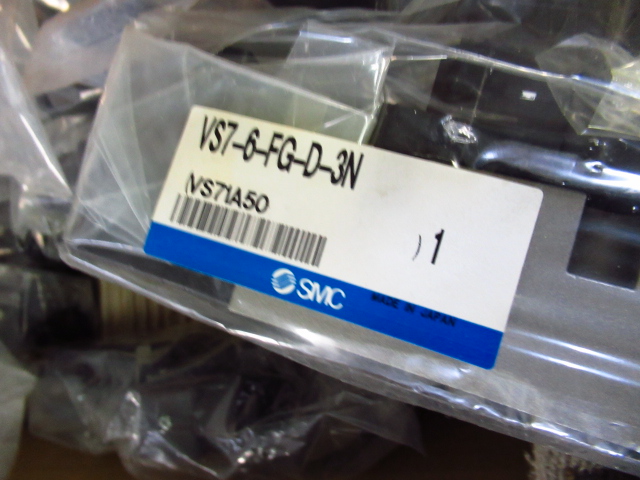 VS7-6-FG-D-3N
(VS71A50
) 1
SMC
MADE IN JAPAN